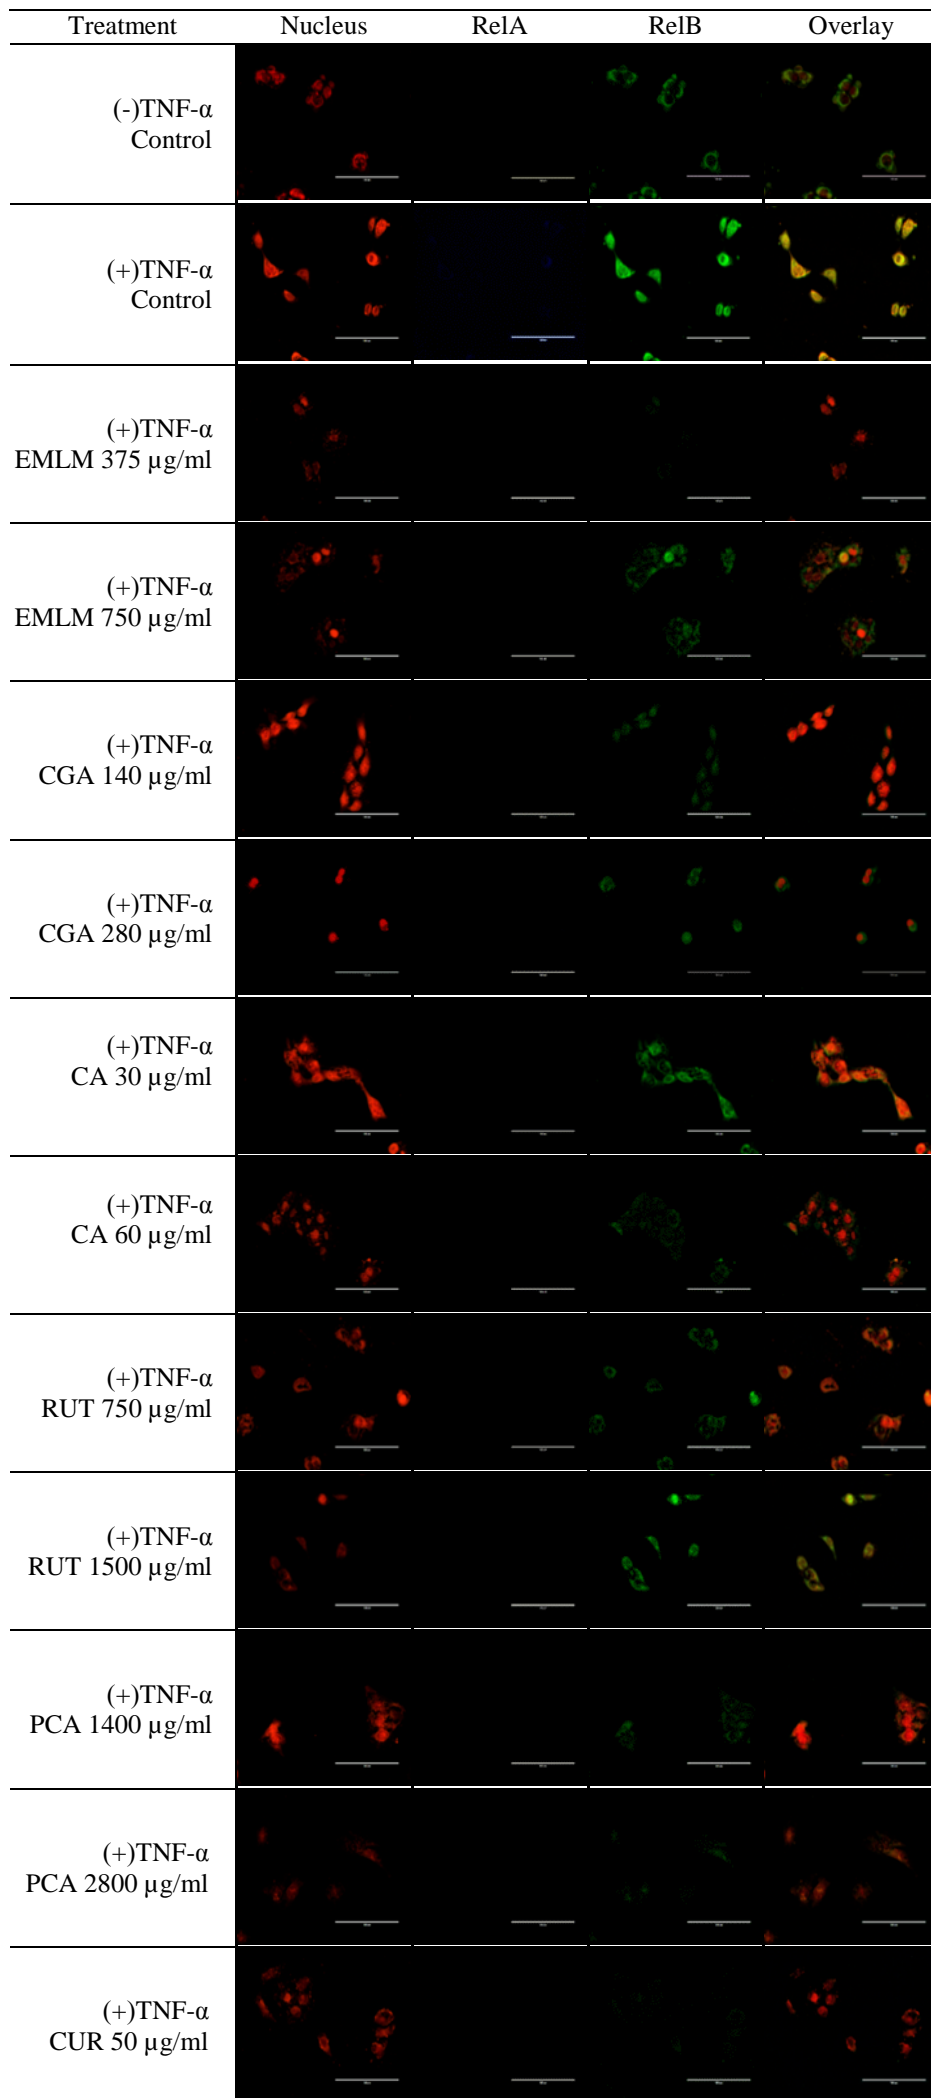 Treatment Nucleus RelA RelB Overlay
(-)TNF-α
Control
(+)TNF-α
Control
(+)TNF-α
EMLM 375 µg/ml
(+)TNF-α
EMLM 750 µg/ml
(+)TNF-α
CGA 140 µg/ml
(+)TNF-α
CGA 280 µg/ml
(+)TNF-α
CA 30 µg/ml
(+)TNF-α
CA 60 µg/ml
(+)TNF-α
RUT 750 µg/ml
(+)TNF-α
RUT 1500 µg/ml
(+)TNF-α
PCA 1400 µg/ml
(+)TNF-α
PCA 2800 µg/ml
(+)TNF-α
CUR 50 µg/ml